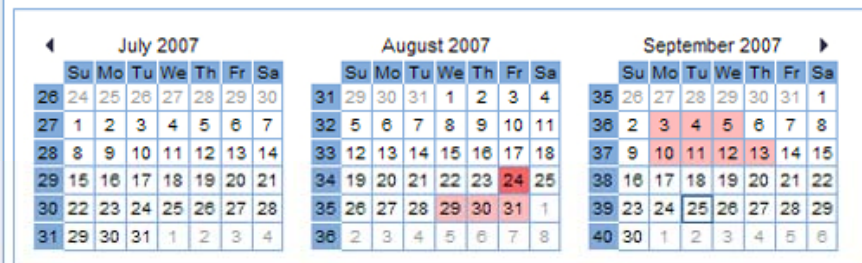 July 2007 August 2007 September 2007
Su Mo Tu We Th Fr Sa Su Mo Tu We Th Fr Sa Su Mo Tu We Th Fr Sa
26 24 25 26 27 28 29 30 31 29 30 31 1 2 3 4 35 26 27 28 29 30 31 1
27 1 2 3 4 5 6 7 32 5 6 7 8 9 10 11 36 2 3 4 5 6 7 8
28 8 9 10 11 12 13 14 33 12 13 14 15 16 17 18 37 9 10 11 12 13 14 15
29 15 16 17 18 19 20 21 34 19 20 21 22 23 24 25 38 16 17 18 19 20 21 22
30 22 23 24 25 26 27 28 35 26 27 28 29 30 31 1 39 23 24 25 26 27 28 29
31 29 30 31 1 2 3 4 36 2 3 4 5 6 7 8 40 30 1 2 3 4 5 6